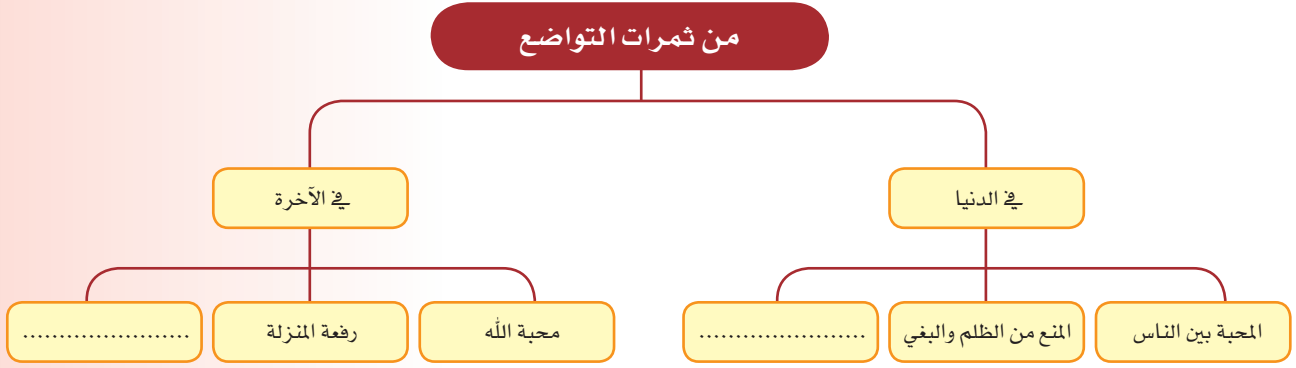 من ثمرات التواضع
في الدنيا
في الآخرة
المحبة بين الناس
المنع من الظلم والبغي
......................
محبة الله
رفعة المنزلة
......................